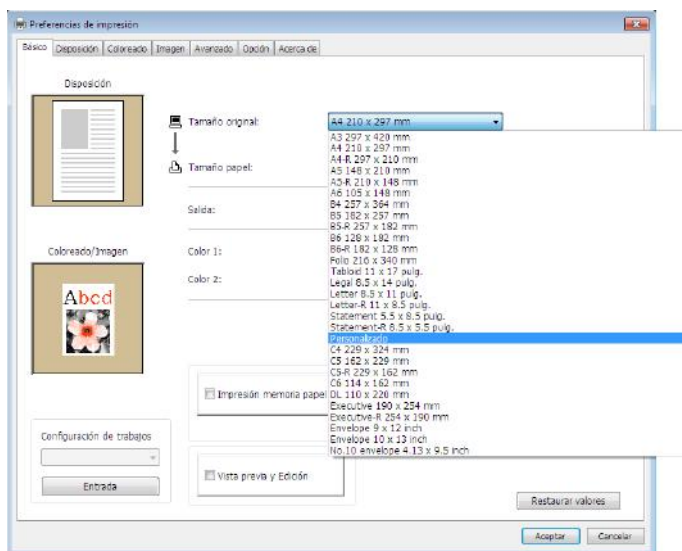 Preferencias de impresión
Básico Disposición Coloreado Imagen Avanzado Opción Acerca de
Disposición
Tamaño original:
A4 210 x 297 mm
A3 297 x 420 mm
A4 210 x 297 mm
A4-R 297 x 210 mm
A5 148 x 210 mm
A5-R 210 x 148 mm
A6 105 x 148 mm
B4 257 x 364 mm
B5 182 x 257 mm
B5-R 257 x 182 mm
B6 128 x 182 mm
B6-R 182 x 128 mm
Folio 216 x 340 mm
Tabloid 11 x 17 pulg.
Legal 8.5 x 14 pulg.
Letter 8.5 x 11 pulg.
Letter-R 11 x 8.5 pulg.
Statement 5.5 x 8.5 pulg.
Statement-R 8.5 x 5.5 pulg.
Personalizado
C4 229 x 324 mm
C5 162 x 229 mm
C5-R 229 x 162 mm
C6 114 x 162 mm
DL 110 x 220 mm
Executive 190 x 254 mm
Executive-R 254 x 190 mm
Envelope 9 x 12 inch
Envelope 10 x 13 inch
No.10 envelope 4.13 x 9.5 inch
Tamaño papel:
Salida:
Coloreado/Imagen
Color 1:
Color 2:
Abcd
Impresión memoria papel
Configuración de trabajos
Entrada
Vista previa y Edición
Restaurar valores
Aceptar Cancelar